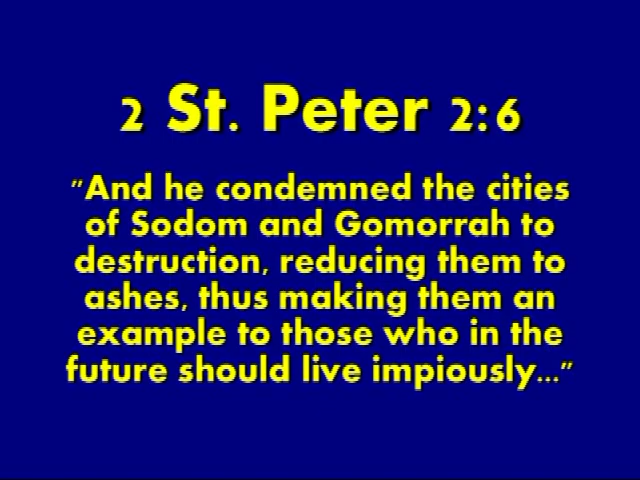 2 St. Peter 2:6
"And he condemned the cities
of Sodom and Gomorrah to
destruction, reducing them to
ashes, thus making them an
example to those who in the
future should live impiously..."